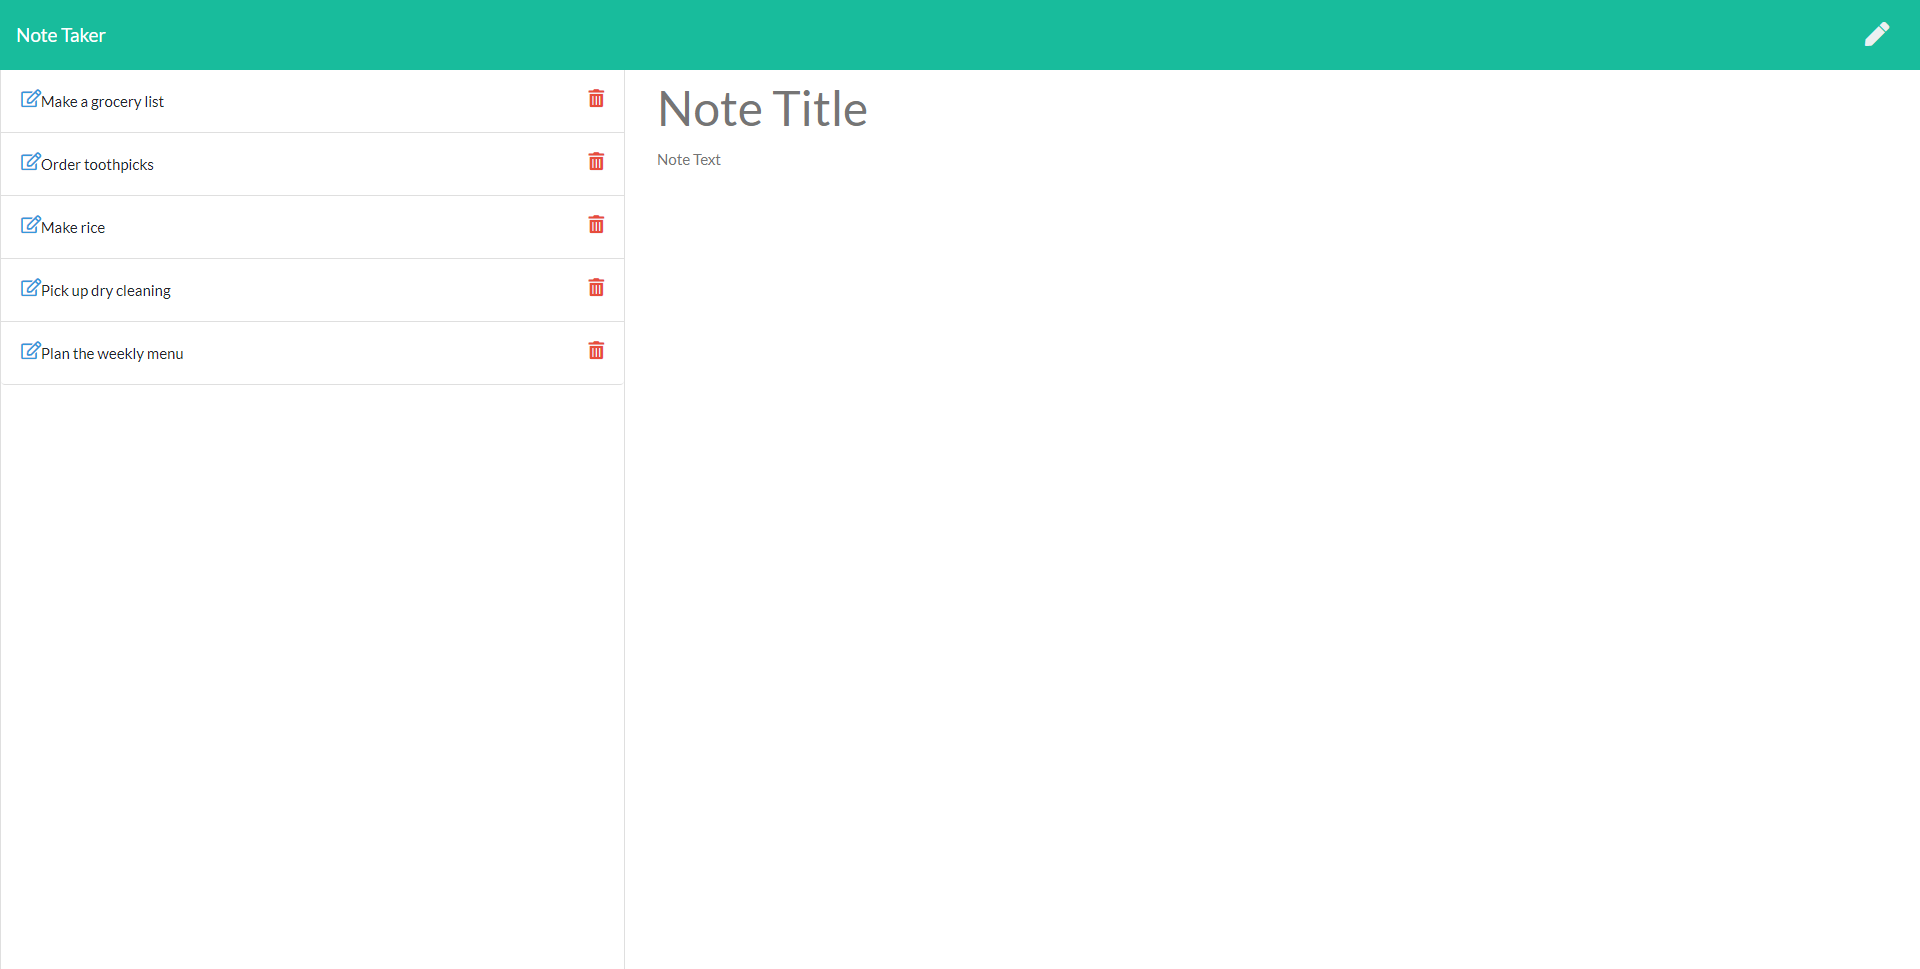 Note Taker
Make a grocery list
Order toothpicks
Make rice
Pick up dry cleaning
Plan the weekly menu
Note Title
Note Text